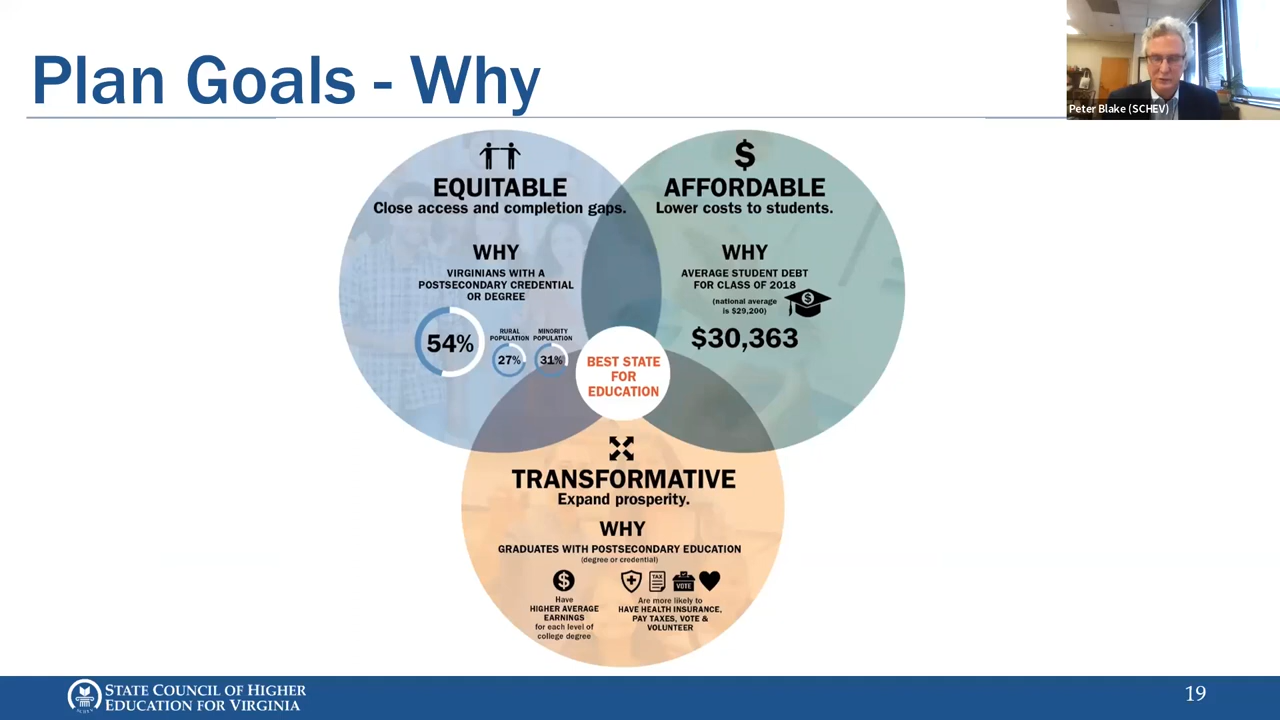 Plan Goals - Why
Peter Blake (SCHEV)
EQUITABLE
Close access and completion gaps.
WHY
VIRGINIANS WITH A
POSTSECONDARY CREDENTIAL
OR DEGREE
54%
RURAL
POPULATION
27%
MINORITY
POPULATION
31%
$
AFFORDABLE
Lower costs to students.
WHY
AVERAGE STUDENT DEBT
FOR CLASS OF 2018
(national average
is $29,200)
$
$30,363
BEST STATE
FOR
EDUCATION
TRANSFORMATIVE
Expand prosperity.
WHY
GRADUATES WITH POSTSECONDARY EDUCATION
(degree or credential)
$
Have
HIGHER AVERAGE
EARNINGS
for each level of
college degree
TAX
VOTE
Are more likely to
HAVE HEALTH INSURANCE,
PAY TAXES, VOTE &
VOLUNTEER
STATE COUNCIL OF HIGHER
EDUCATION FOR VIRGINIA
19